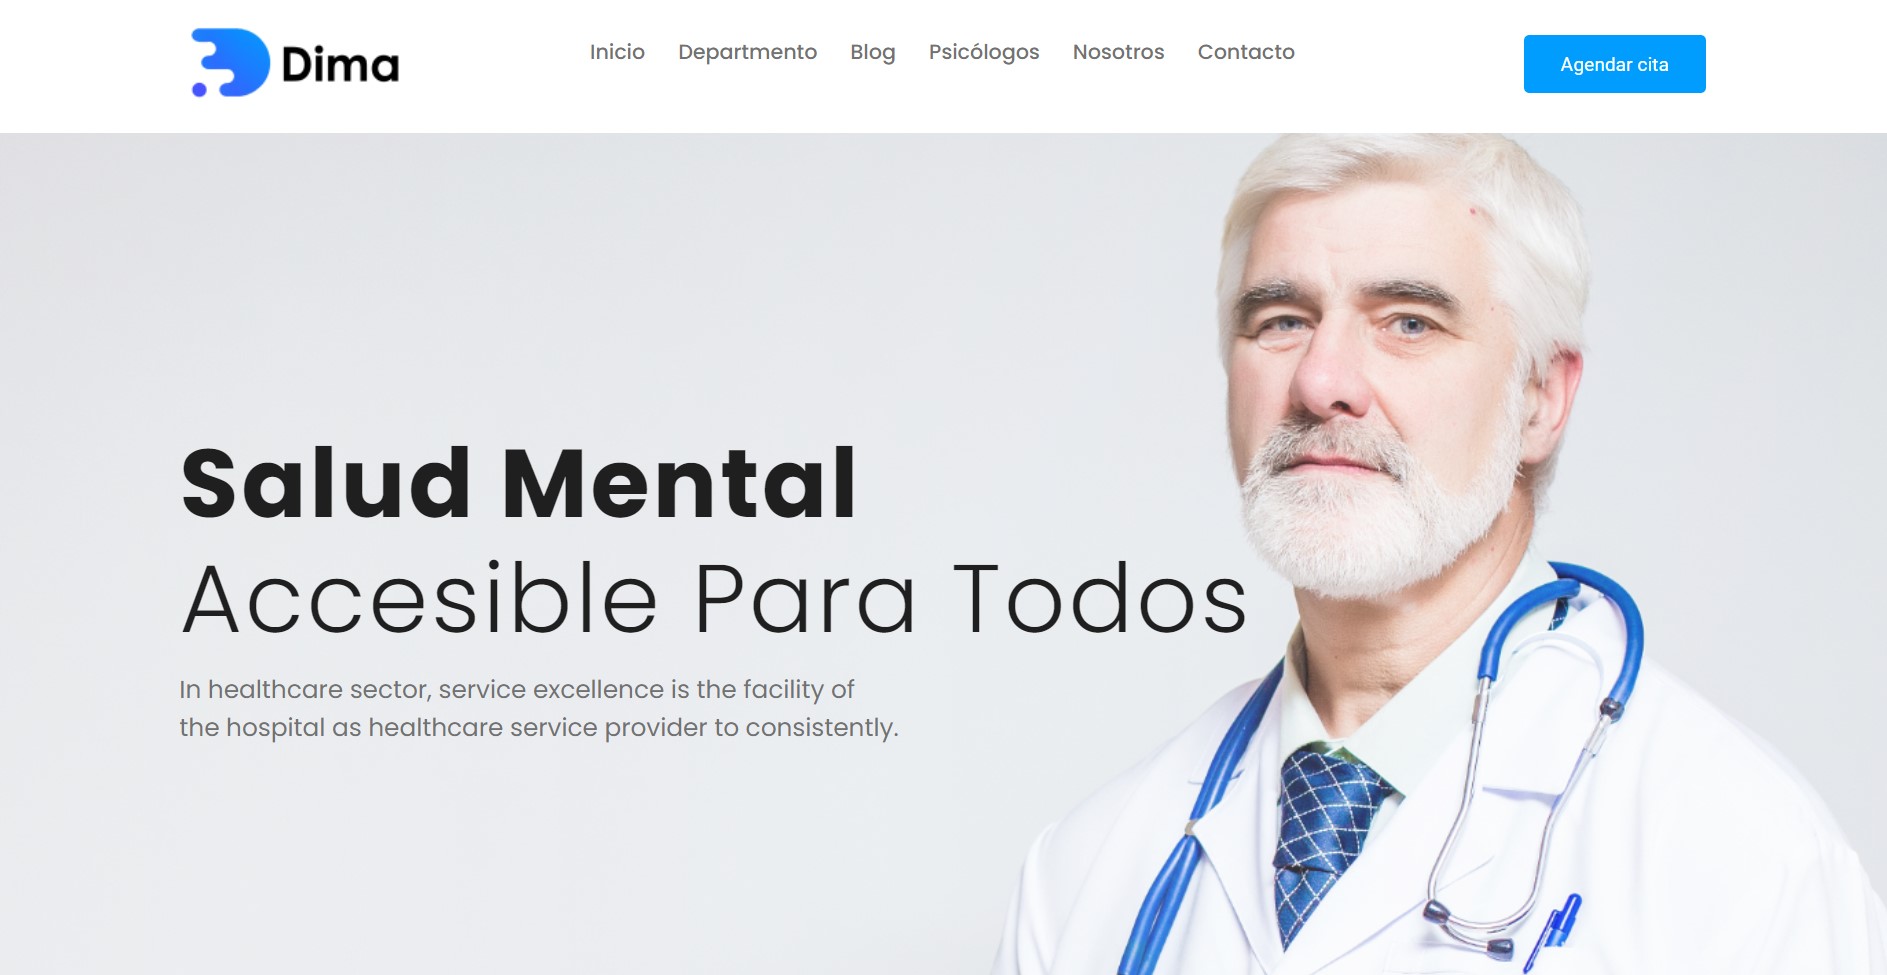 Dima
Inicio Departmento Blog Psicólogos Nosotros Contacto
Agendar cita
Salud Mental
Accesible Para Todos
In healthcare sector, service excellence is the facility of
the hospital as healthcare service provider to consistently.